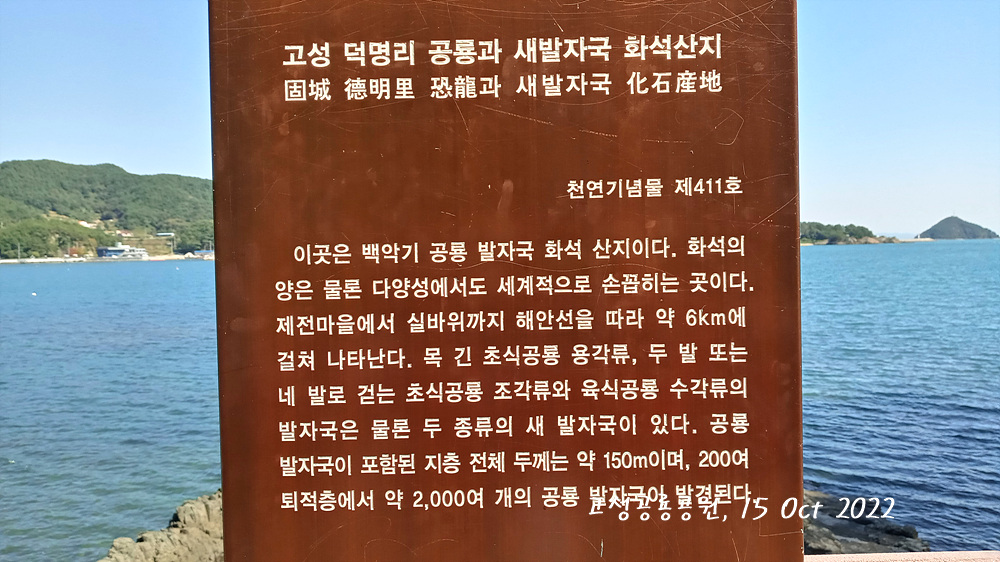 고성 덕명리 공룡과 새발자국 화석산지
固城 德明里 恐龍과 새발자국 化石産地
천연기념물 제411호
이곳은 백악기 공룡 발자국 화석 산지이다. 화석의
양은 물론 다양성에서도 세계적으로 손꼽히는 곳이다.
제전마을에서 실바위까지 해안선을 따라 약 6km에
걸쳐 나타난다. 목 긴 초식공룡 용각류, 두 발 또는
네 발로 걷는 초식공룡 조각류와 육식공룡 수각류의
발자국은 물론 두 종류의 새 발자국이 있다. 공룡
발자국이 포함된 지층 전체 두께는 약 150m이며, 200여
퇴적층에서 약 2,000여 개의 공룡 발자국이 발견된다.
고성공룡공원, 15 Oct 2022